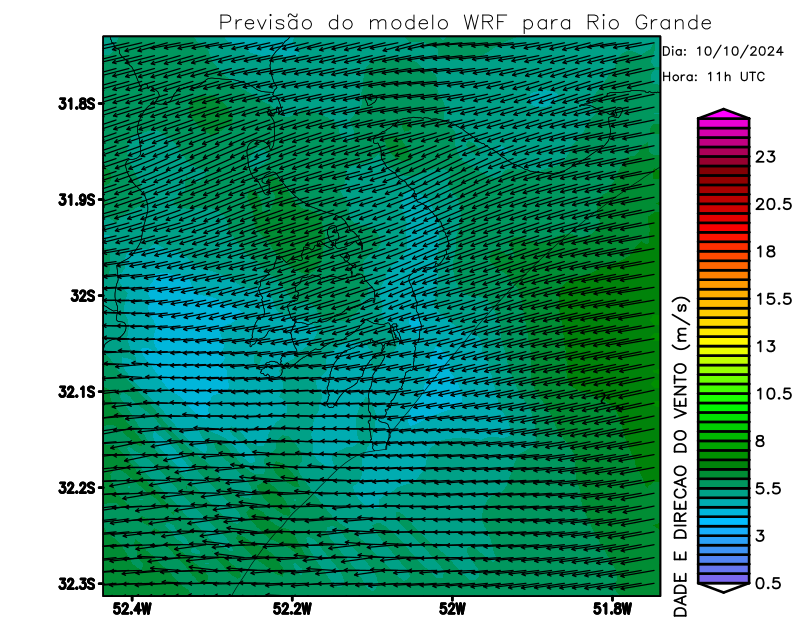 Previsão do modelo WRF para Rio Grande
Dia: 10/10/2024
Hora: 11h UTC
31.8S
31.9S
32S
32.1S
32.2S
32.3S
52.4W
52.2W
52W
51.8W
DADE E DIRECAO DO VENTO (m/s)
23
20.5
18
15.5
13
10.5
8
5.5
3
0.5